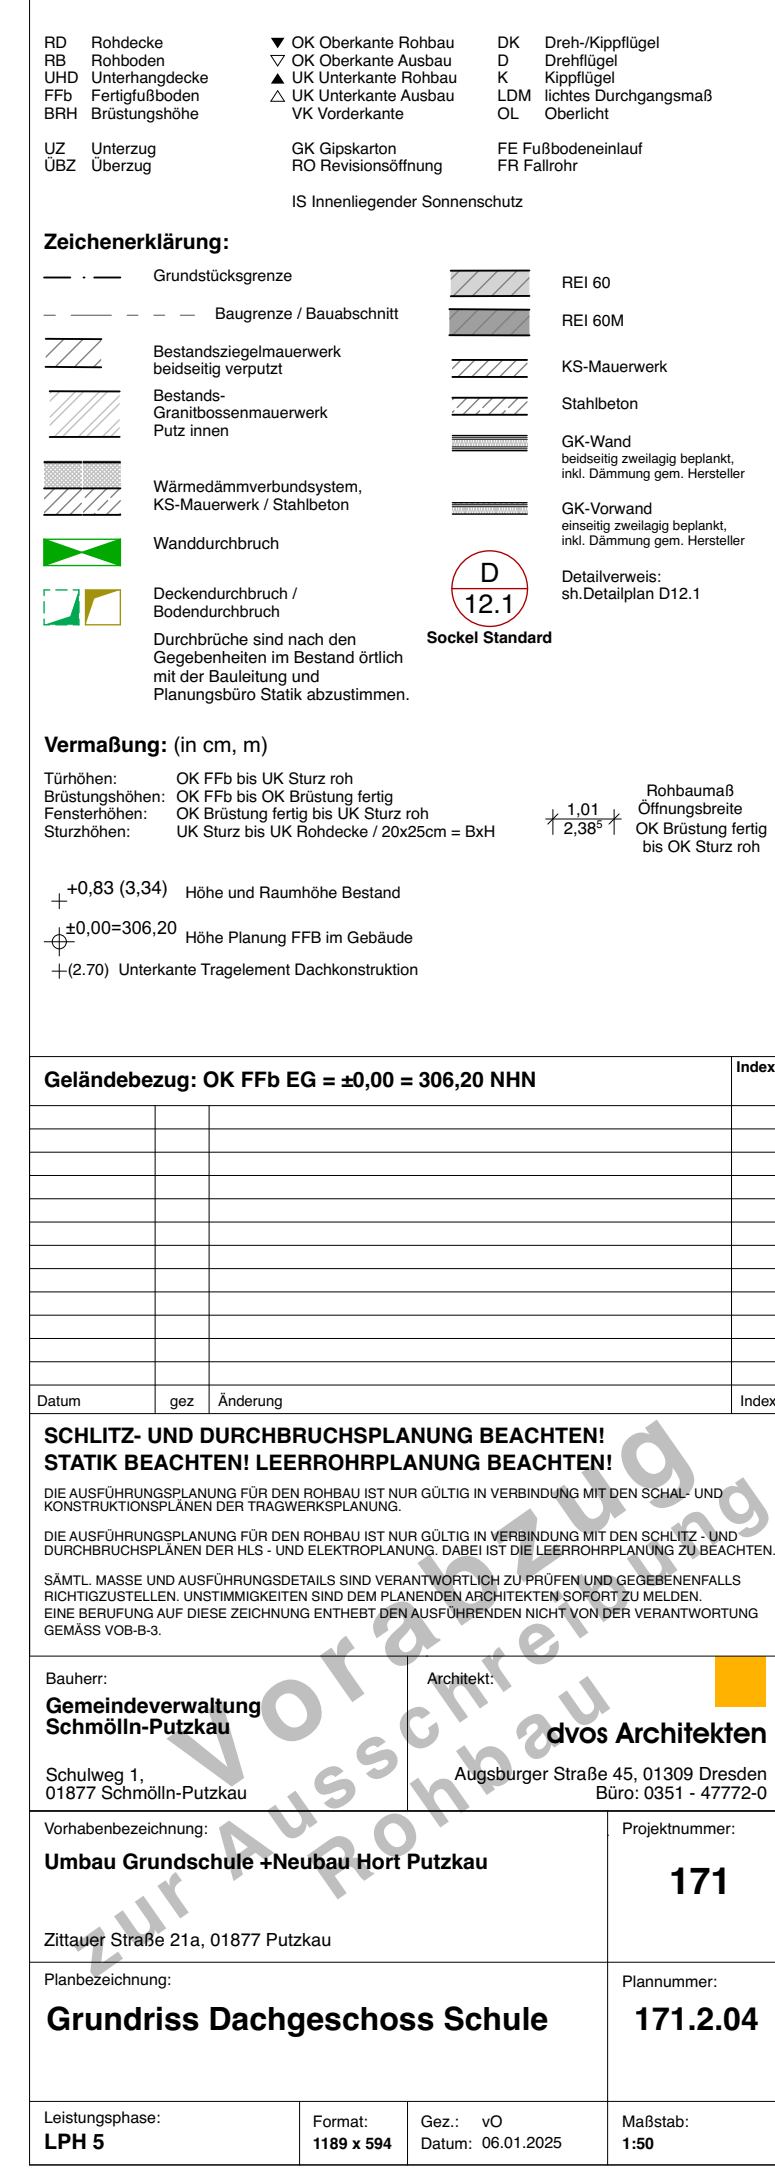 RD Rohdecke ▼ OK Oberkante Rohbau DK Dreh-/Kippflügel
RB Rohboden ▽ OK Oberkante Ausbau D Drehflügel
UHD Unterhangdecke ▲ UK Unterkante Rohbau K Kippflügel
FFb Fertigfußboden △ UK Unterkante Ausbau LDM lichtes Durchgangsmaß
BRH Brüstungshöhe VK Vorderkante OL Oberlicht
UZ Unterzug GK Gipskarton FE Fußbodeneinlauf
ÜBZ Überzug RO Revisionsöffnung FR Fallrohr
IS Innenliegender Sonnenschutz
Zeichenerklärung:
Grundstücksgrenze
Baugrenze / Bauabschnitt
Bestandsziegelmauerwerk
beidseitig verputzt
Bestands-
Granitbossenmauerwerk
Putz innen
Wärmedämmverbundsystem,
KS-Mauerwerk / Stahlbeton
Wanddurchbruch
Deckendurchbruch /
Bodendurchbruch
Durchbrüche sind nach den
Gegebenheiten im Bestand örtlich
mit der Bauleitung und
Planungsbüro Statik abzustimmen.
REI 60
REI 60M
KS-Mauerwerk
Stahlbeton
GK-Wand
beidseitig zweilagig beplankt,
inkl. Dämmung gem. Hersteller
GK-Vorwand
einseitig zweilagig beplankt,
inkl. Dämmung gem. Hersteller
D
12.1
Sockel Standard
Detailverweis:
sh.Detailplan D12.1
Vermaßung: (in cm, m)
Türhöhen: OK FFb bis UK Sturz roh
Brüstungshöhen: OK FFb bis OK Brüstung fertig
Fensterhöhen: OK Brüstung fertig bis UK Sturz roh
Sturzhöhen: UK Sturz bis UK Rohdecke / 20x25cm = BxH
1,01
2,38⁵
Rohbaumaß
Öffnungsbreite
OK Brüstung fertig
bis OK Sturz roh
+0,83 (3,34) Höhe und Raumhöhe Bestand
±0,00=306,20 Höhe Planung FFB im Gebäude
(2.70) Unterkante Tragelement Dachkonstruktion
Geländebezug: OK FFb EG = ±0,00 = 306,20 NHN Index
Datum gez Änderung Index
SCHLITZ- UND DURCHBRUCHSPLANUNG BEACHTEN!
STATIK BEACHTEN! LEERROHRPLANUNG BEACHTEN!
DIE AUSFÜHRUNGSPLANUNG FÜR DEN ROHBAU IST NUR GÜLTIG IN VERBINDUNG MIT DEN SCHAL- UND
KONSTRUKTIONSPLÄNEN DER TRAGWERKSPLANUNG.
DIE AUSFÜHRUNGSPLANUNG FÜR DEN ROHBAU IST NUR GÜLTIG IN VERBINDUNG MIT DEN SCHLITZ - UND
DURCHBRUCHSPLÄNEN DER HLS - UND ELEKTROPLANUNG. DABEI IST DIE LEERROHRPLANUNG ZU BEACHTEN.
SÄMTL. MASSE UND AUSFÜHRUNGSDETAILS SIND VERANTWORTLICH ZU PRÜFEN UND GEGEBENENFALLS
RICHTIGZUSTELLEN. UNSTIMMIGKEITEN SIND DEM PLANENDEN ARCHITEKTEN SOFORT ZU MELDEN.
EINE BERUFUNG AUF DIESE ZEICHNUNG ENTHEBT DEN AUSFÜHRENDEN NICHT VON DER VERANTWORTUNG
GEMÄSS VOB-B-3.
Vorabzug
zur Ausschreibung
Rohbau
Bauherr:
Gemeindeverwaltung
Schmölln-Putzkau
Schulweg 1,
01877 Schmölln-Putzkau
Architekt:
dvos Architekten
Augsburger Straße 45, 01309 Dresden
Büro: 0351 - 47772-0
Vorhabenbezeichnung:
Umbau Grundschule +Neubau Hort Putzkau
Zittauer Straße 21a, 01877 Putzkau
Projektnummer:
171
Planbezeichnung:
Grundriss Dachgeschoss Schule
Plannummer:
171.2.04
Leistungsphase:
LPH 5
Format:
1189 x 594
Gez.: vO
Datum: 06.01.2025
Maßstab:
1:50